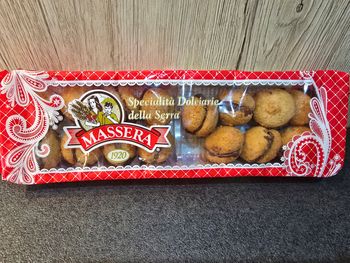 Specialità Dolciarie
della Serra
MASSERA
1920